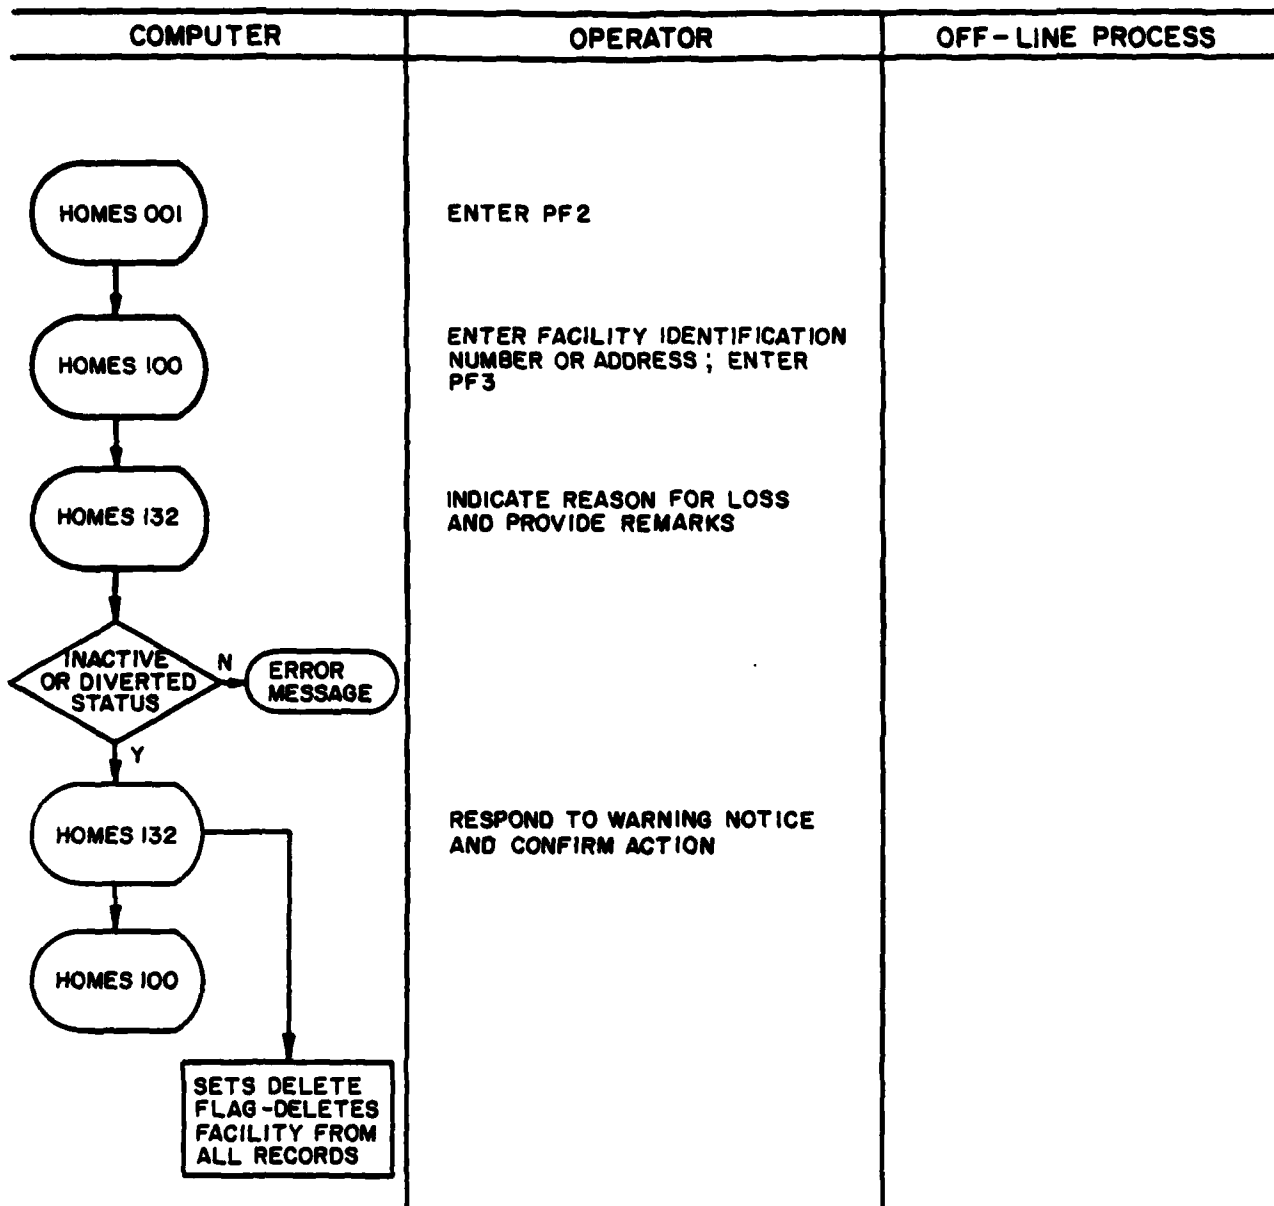 COMPUTER
OPERATOR
OFF-LINE PROCESS
HOMES 001
ENTER PF2
HOMES 100
ENTER FACILITY IDENTIFICATION
NUMBER OR ADDRESS; ENTER
PF3
HOMES 132
INDICATE REASON FOR LOSS
AND PROVIDE REMARKS
INACTIVE
OR DIVERTED
STATUS
N
ERROR
MESSAGE
Y
HOMES 132
RESPOND TO WARNING NOTICE
AND CONFIRM ACTION
HOMES 100
SETS DELETE
FLAG-DELETES
FACILITY FROM
ALL RECORDS